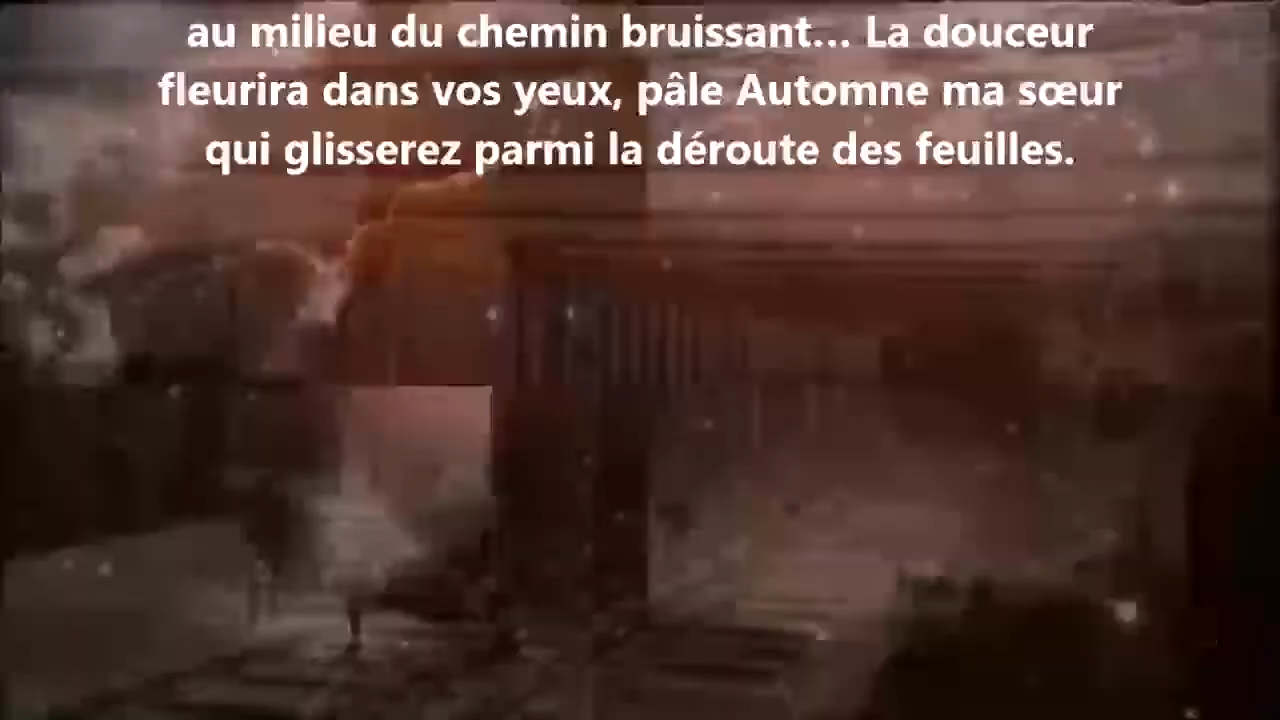 au milieu du chemin bruissant... La douceur
fleurira dans vos yeux, pâle Automne ma sœur
qui glisserez parmi la déroute des feuilles.